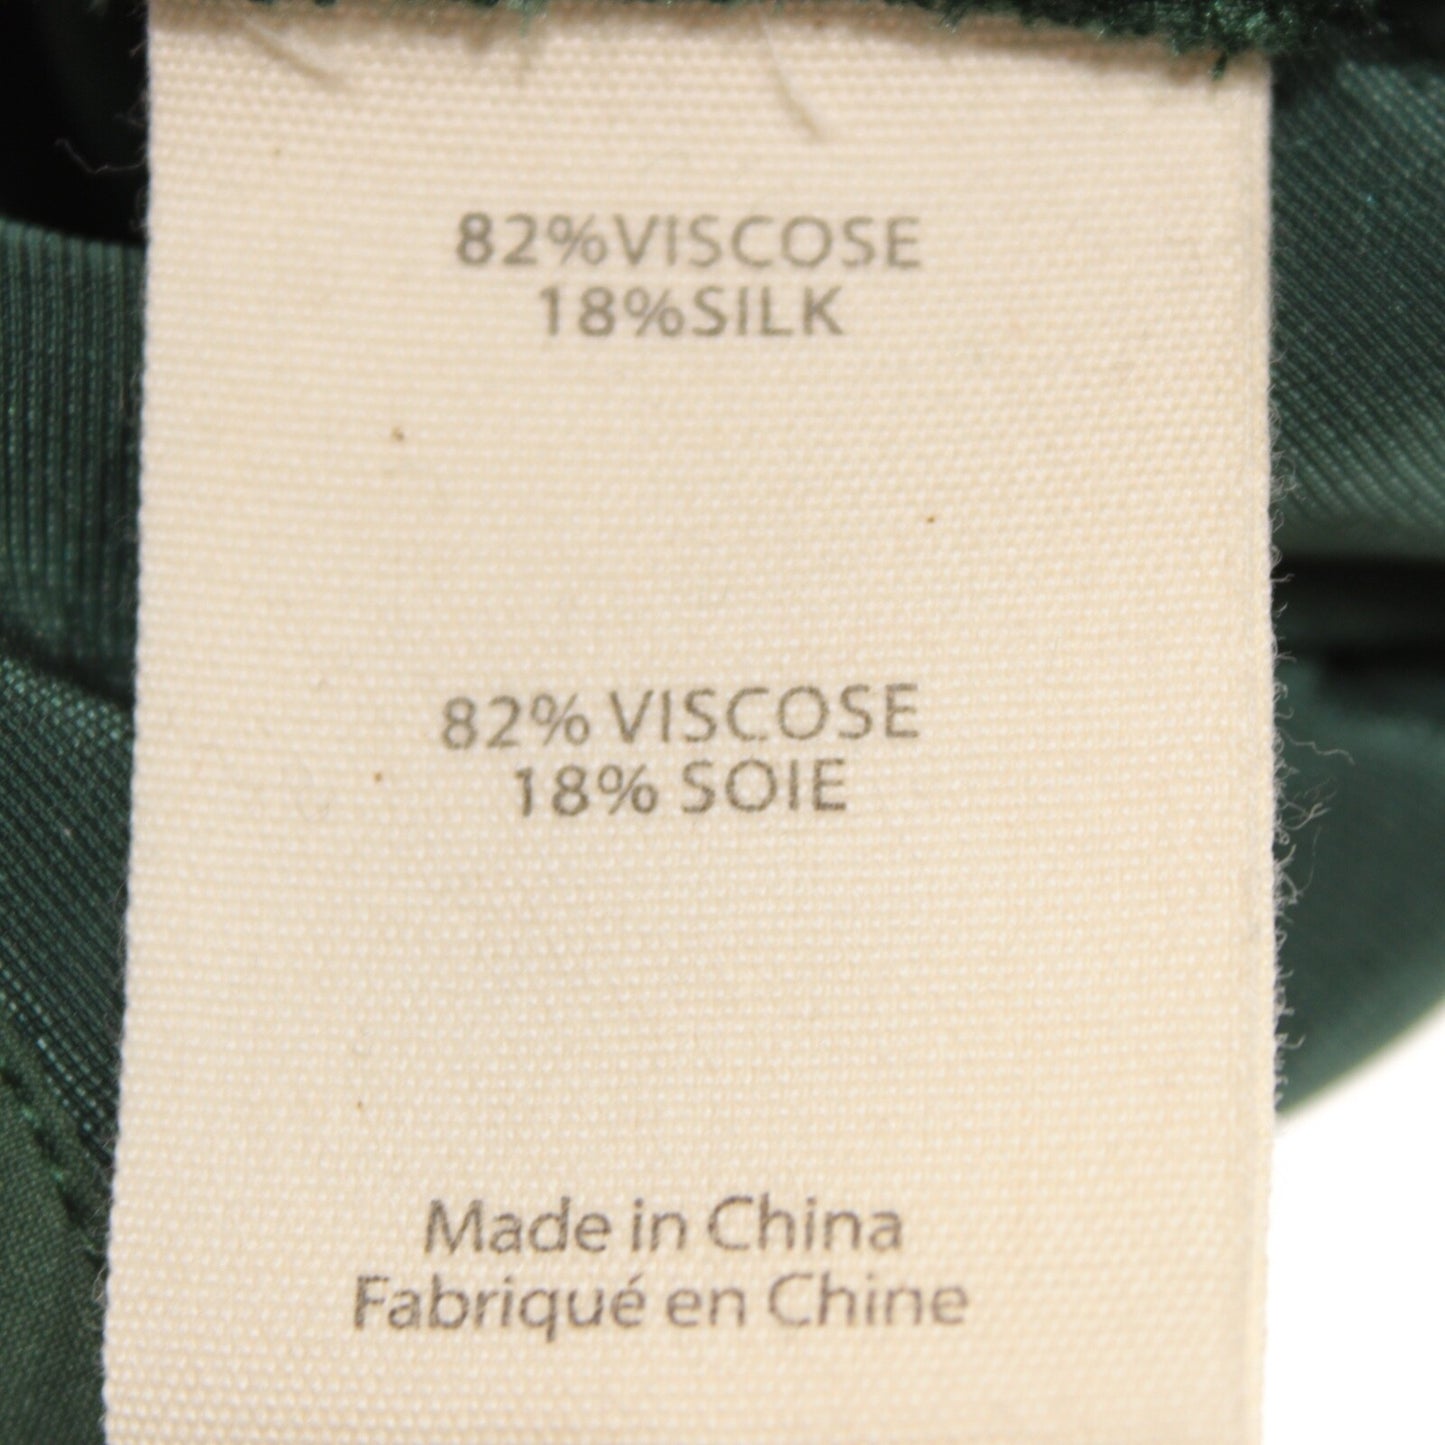 82%VISCOSE
18%SILK
82% VISCOSE
18% SOIE
Made in China
Fabriqué en Chine